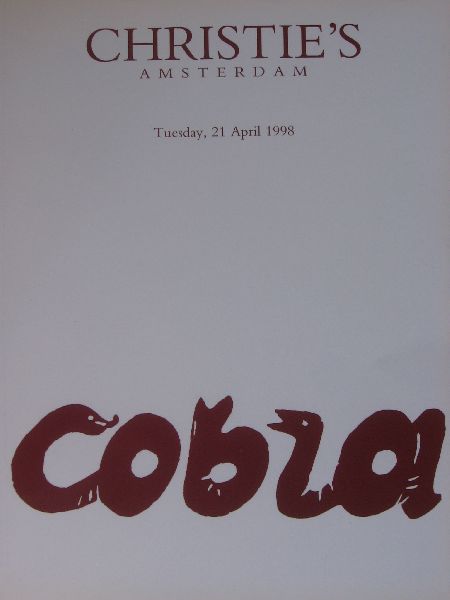 CHRISTIE'S
AMSTERDAM
Tuesday, 21 April 1998
cobra